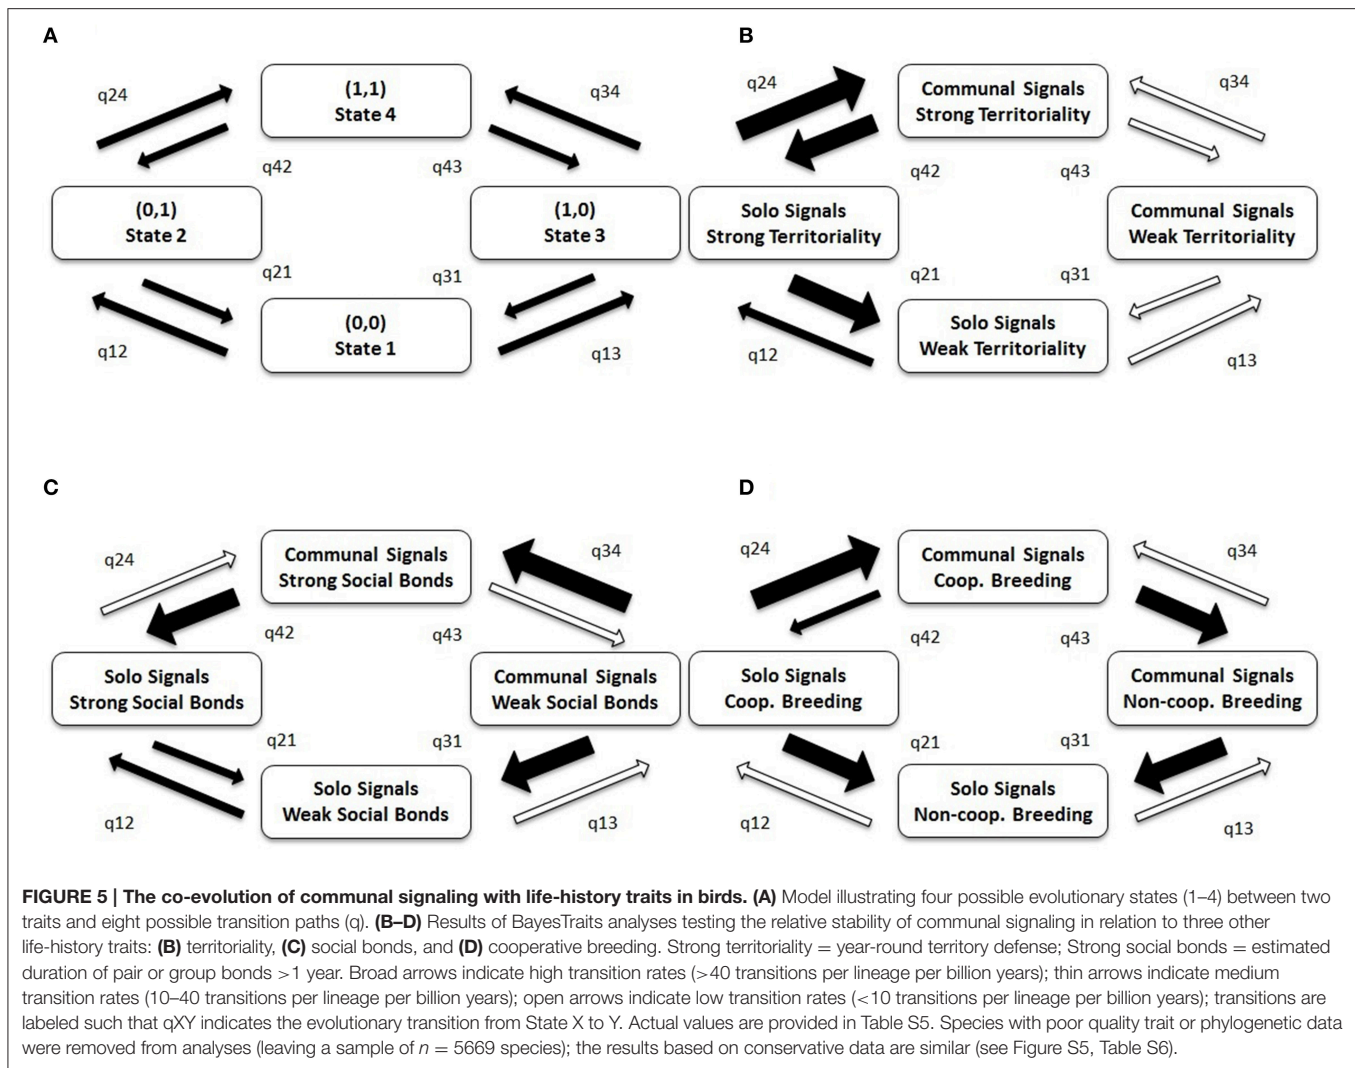 A
q24
(1,1)
State 4
q34
q42
q43
(0,1)
State 2
(1,0)
State 3
q21
q31
(0,0)
State 1
q12
q13
B
q24
Communal Signals
Strong Territoriality
q34
q42
q43
Solo Signals
Strong Territoriality
Communal Signals
Weak Territoriality
q21
q31
Solo Signals
Weak Territoriality
q12
q13
C
q24
Communal Signals
Strong Social Bonds
q34
q42
q43
Solo Signals
Strong Social Bonds
Communal Signals
Weak Social Bonds
q21
q31
Solo Signals
Weak Social Bonds
q12
q13
D
q24
Communal Signals
Coop. Breeding
q34
q42
q43
Solo Signals
Coop. Breeding
Communal Signals
Non-coop. Breeding
q21
q31
Solo Signals
Non-coop. Breeding
q12
q13
FIGURE 5 | The co-evolution of communal signaling with life-history traits in birds. (A) Model illustrating four possible evolutionary states (1–4) between two
traits and eight possible transition paths (q). (B–D) Results of BayesTraits analyses testing the relative stability of communal signaling in relation to three other
life-history traits: (B) territoriality, (C) social bonds, and (D) cooperative breeding. Strong territoriality = year-round territory defense; Strong social bonds = estimated
duration of pair or group bonds >1 year. Broad arrows indicate high transition rates (>40 transitions per lineage per billion years); thin arrows indicate medium
transition rates (10–40 transitions per lineage per billion years); open arrows indicate low transition rates (<10 transitions per lineage per billion years); transitions are
labeled such that qXY indicates the evolutionary transition from State X to Y. Actual values are provided in Table S5. Species with poor quality trait or phylogenetic data
were removed from analyses (leaving a sample of n = 5669 species); the results based on conservative data are similar (see Figure S5, Table S6).